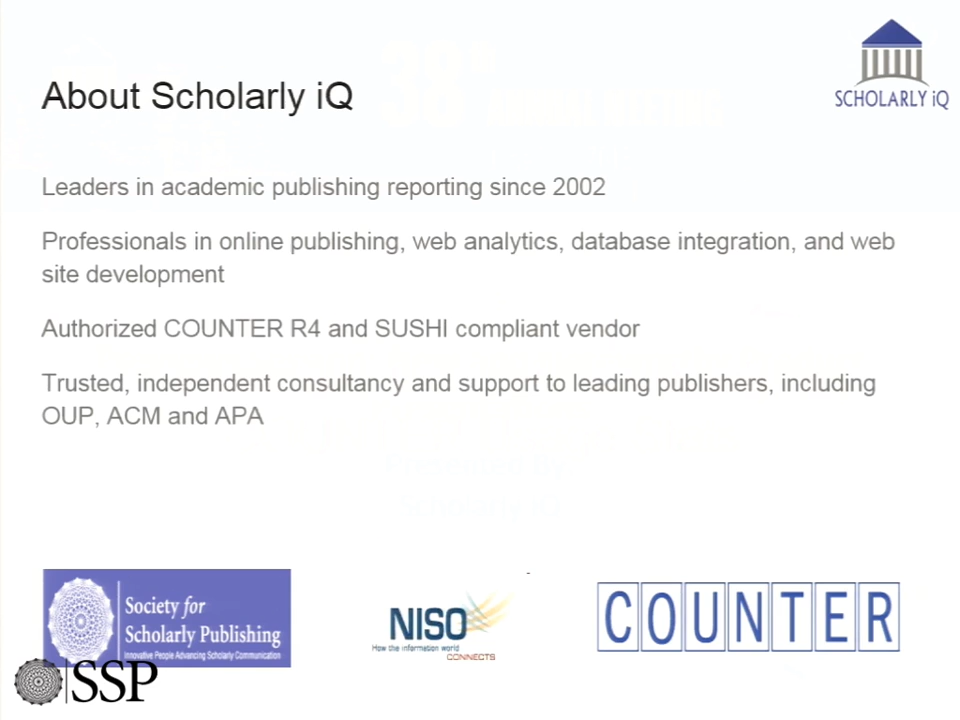 SCHOLARLY iQ
About Scholarly iQ
Leaders in academic publishing reporting since 2002
Professionals in online publishing, web analytics, database integration, and web
site development
Authorized COUNTER R4 and SUSHI compliant vendor
Trusted, independent consultancy and support to leading publishers, including
OUP, ACM and APA
Society for
Scholarly Publishing
Innovative People Advancing Scholarly Communication
NISO
How the information world
CONNECTS
COUNTER
SSP